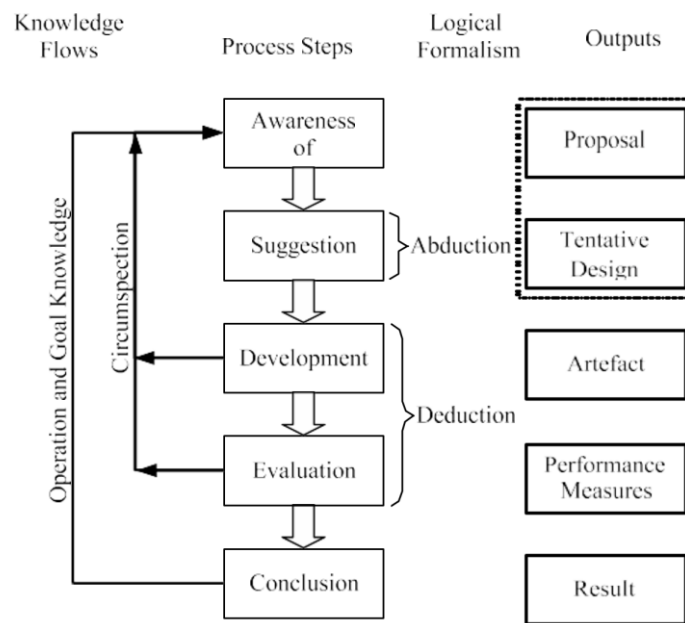 Knowledge
Flows
Process Steps
Logical
Formalism
Outputs
Awareness
of
Proposal
Suggestion
Abduction
Tentative
Design
Development
Artefact
Deduction
Evaluation
Performance
Measures
Conclusion
Result
Operation and Goal Knowledge
Circumspection